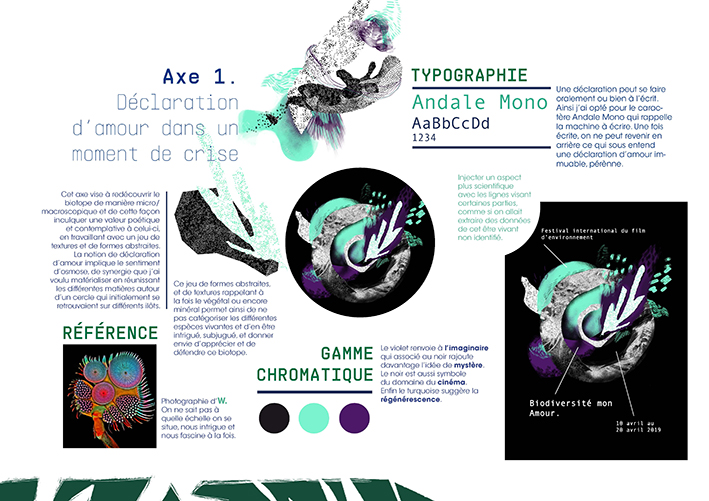 Axe 1.
Déclaration
d'amour dans un
moment de crise
TYPOGRAPHIE
Andale Mono
AaBbCcDd
1234
Une déclaration peut se faire
oralement ou bien à l'écrit.
Ainsi j'ai opté pour le carac-
tère Andale Mono qui rappelle
la machine à écrire. Une fois
écrite, on ne peut revenir en
arrière ce qui sous entend
une déclaration d'amour im-
muable, pérènne.
Cet axe vise à redécouvrir le
biotope de manière micro/
macroscopique et de cette façon
inculquer une valeur poétique
et contemplative à celui-ci,
en travaillant avec un jeu de
textures et de formes abstraites.
La notion de déclaration
d'amour implique le sentiment
d'osmose, de synergie que j'ai
voulu matérialiser en réunissant
les différentes matières autour
d'un cercle qui initialement se
retrouvaient sur différents ilôts.
Ce jeu de formes abstraites,
et de textures rappelant à
la fois le végétal ou encore
minéral permet ainsi de ne
pas catégoriser les différentes
espèces vivantes et d'en être
intrigué, subjugué, et donner
envie d'apprécier et de
défendre ce biotope.
Injecter un aspect
plus scientifique
avec les lignes visant
certaines parties,
comme si on allait
extraire des données
de cet être vivant
non identifié.
Festival international du film
d'environnement
Biodiversité mon
Amour.
10 avril au
20 avril 2019
RÉFÉRENCE
Photographie d'W.
On ne sait pas à
quelle échelle on se
situe, nous intrigue et
nous fascine à la fois.
GAMME
CHROMATIQUE
Le violet renvoie à l'imaginaire
qui associé au noir rajoute
davantage l'idée de mystère.
Le noir est aussi symbole
du domaine du cinéma.
Enfin le turquoise suggère la
régénérescence.